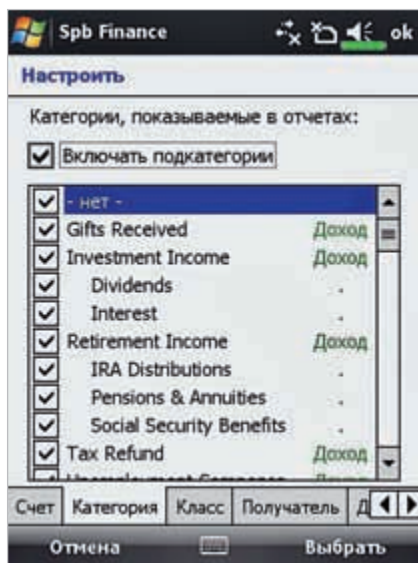 Spb Finance ok
Настроить
Категории, показываемые в отчетах:
Включать подкатегории
- нет -
Gifts Received Доход
Investment Income Доход
Dividends .
Interest .
Retirement Income Доход
IRA Distributions .
Pensions & Annuities .
Social Security Benefits .
Tax Refund Доход
Счет Категория Класс Получатель Д
Отмена Выбрать